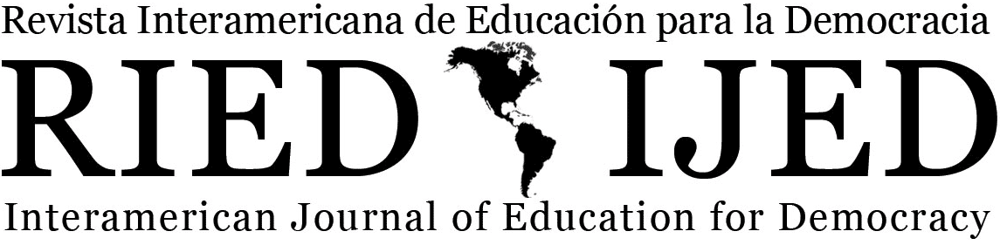 Revista Interamericana de Educación para la Democracia
RIED IJED
Interamerican Journal of Education for Democracy